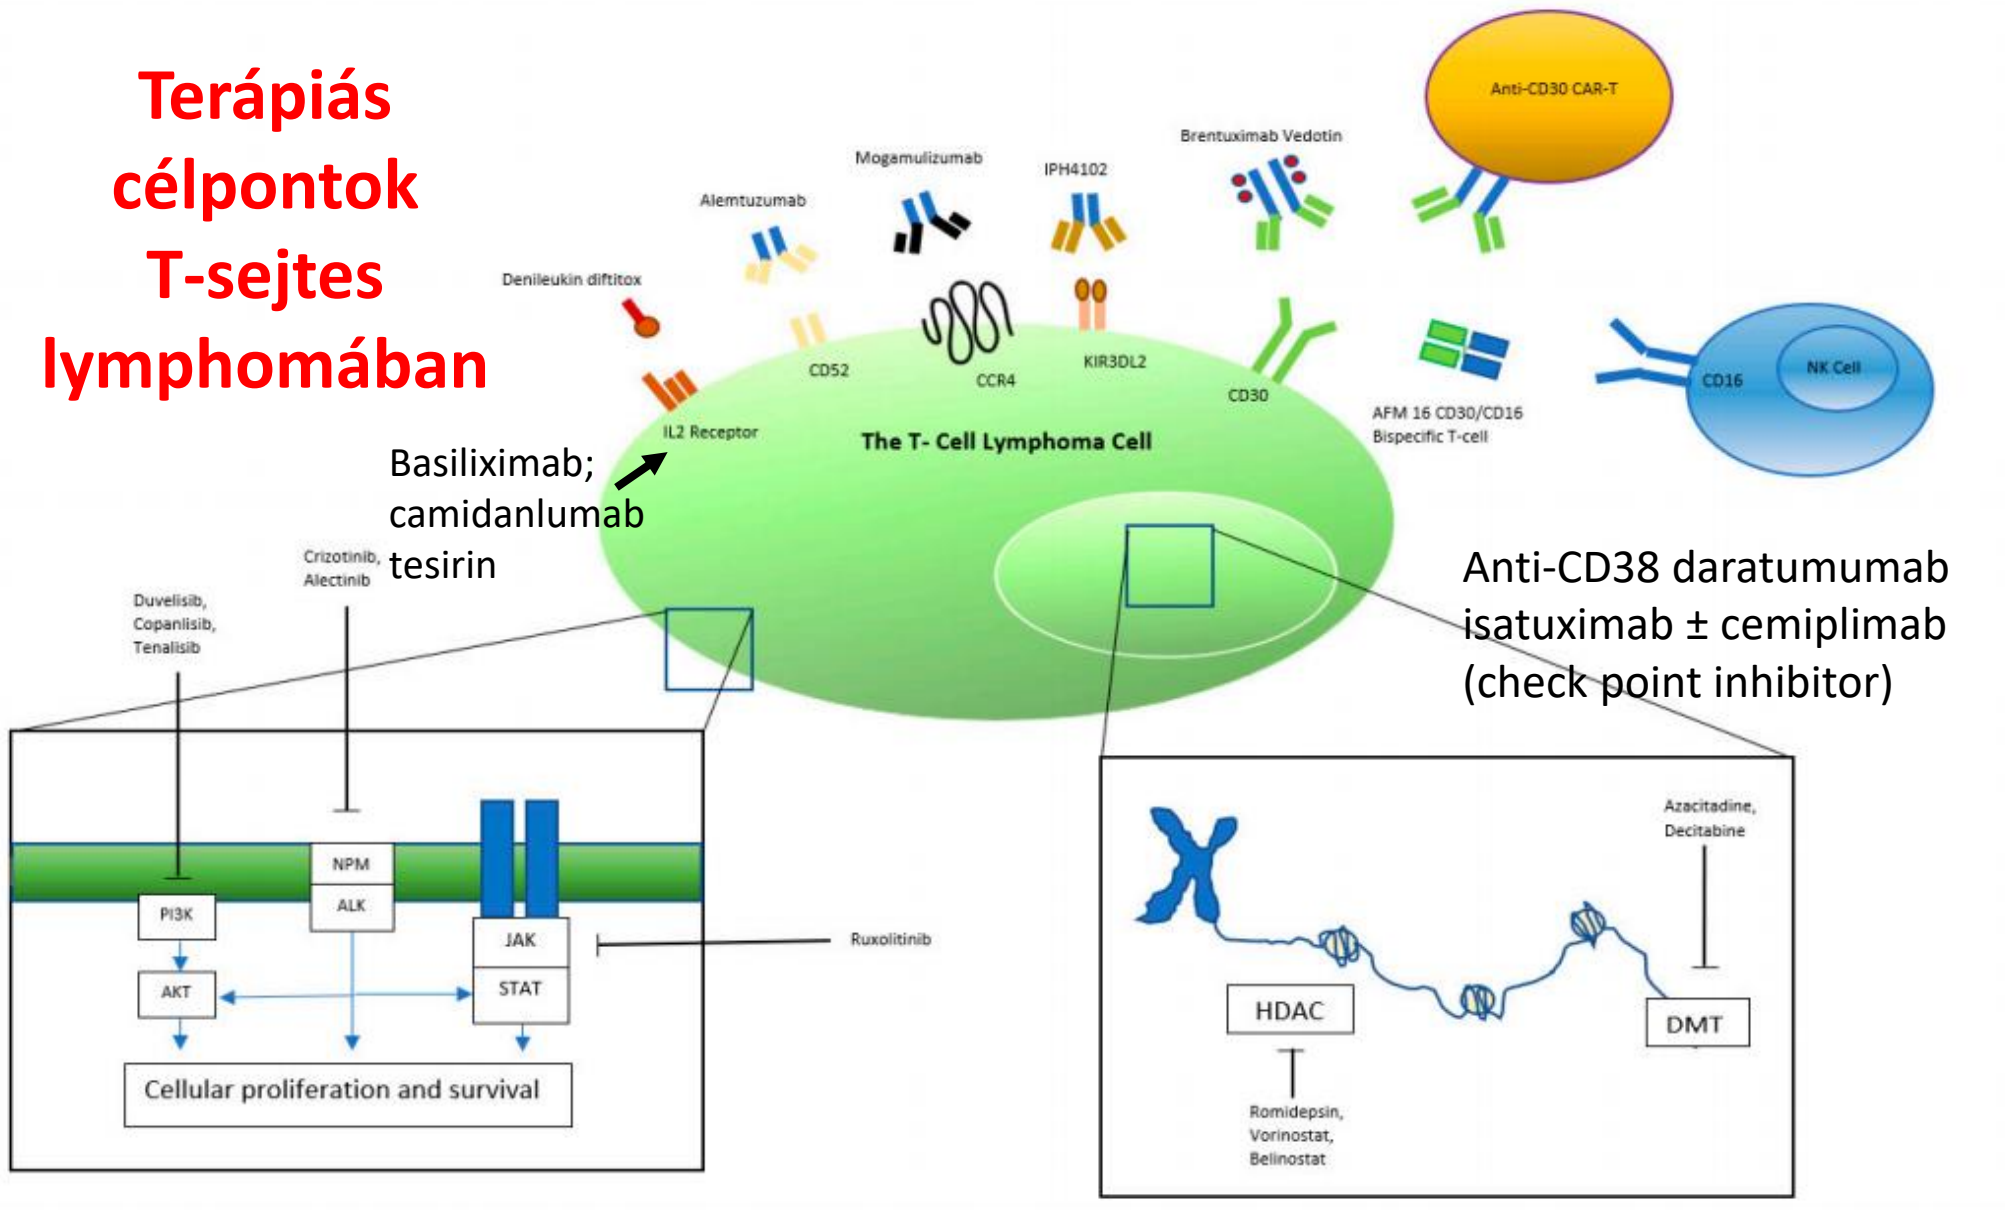 Terápiás
célpontok
T-sejtes
lymphomában
Anti-CD30 CAR-T
Brentuximab Vedotin
Mogamulizumab
IPH4102
Alemtuzumab
Denileukin diftitox
CD52
CCR4
KIR3DL2
CD30
CD16
NK Cell
IL2 Receptor
The T- Cell Lymphoma Cell
AFM 16 CD30/CD16
Bispecific T-cell
Basiliximab;
camidanlumab
tesirin
Crizotinib,
Alectinib
Duvelisib,
Copanlisib,
Tenalisib
Anti-CD38 daratumumab
isatuximab ± cemiplimab
(check point inhibitor)
NPM
ALK
PI3K
AKT
JAK
STAT
Ruxolitinib
Cellular proliferation and survival
Azacitadine,
Decitabine
HDAC
DMT
Romidepsin,
Vorinostat,
Belinostat